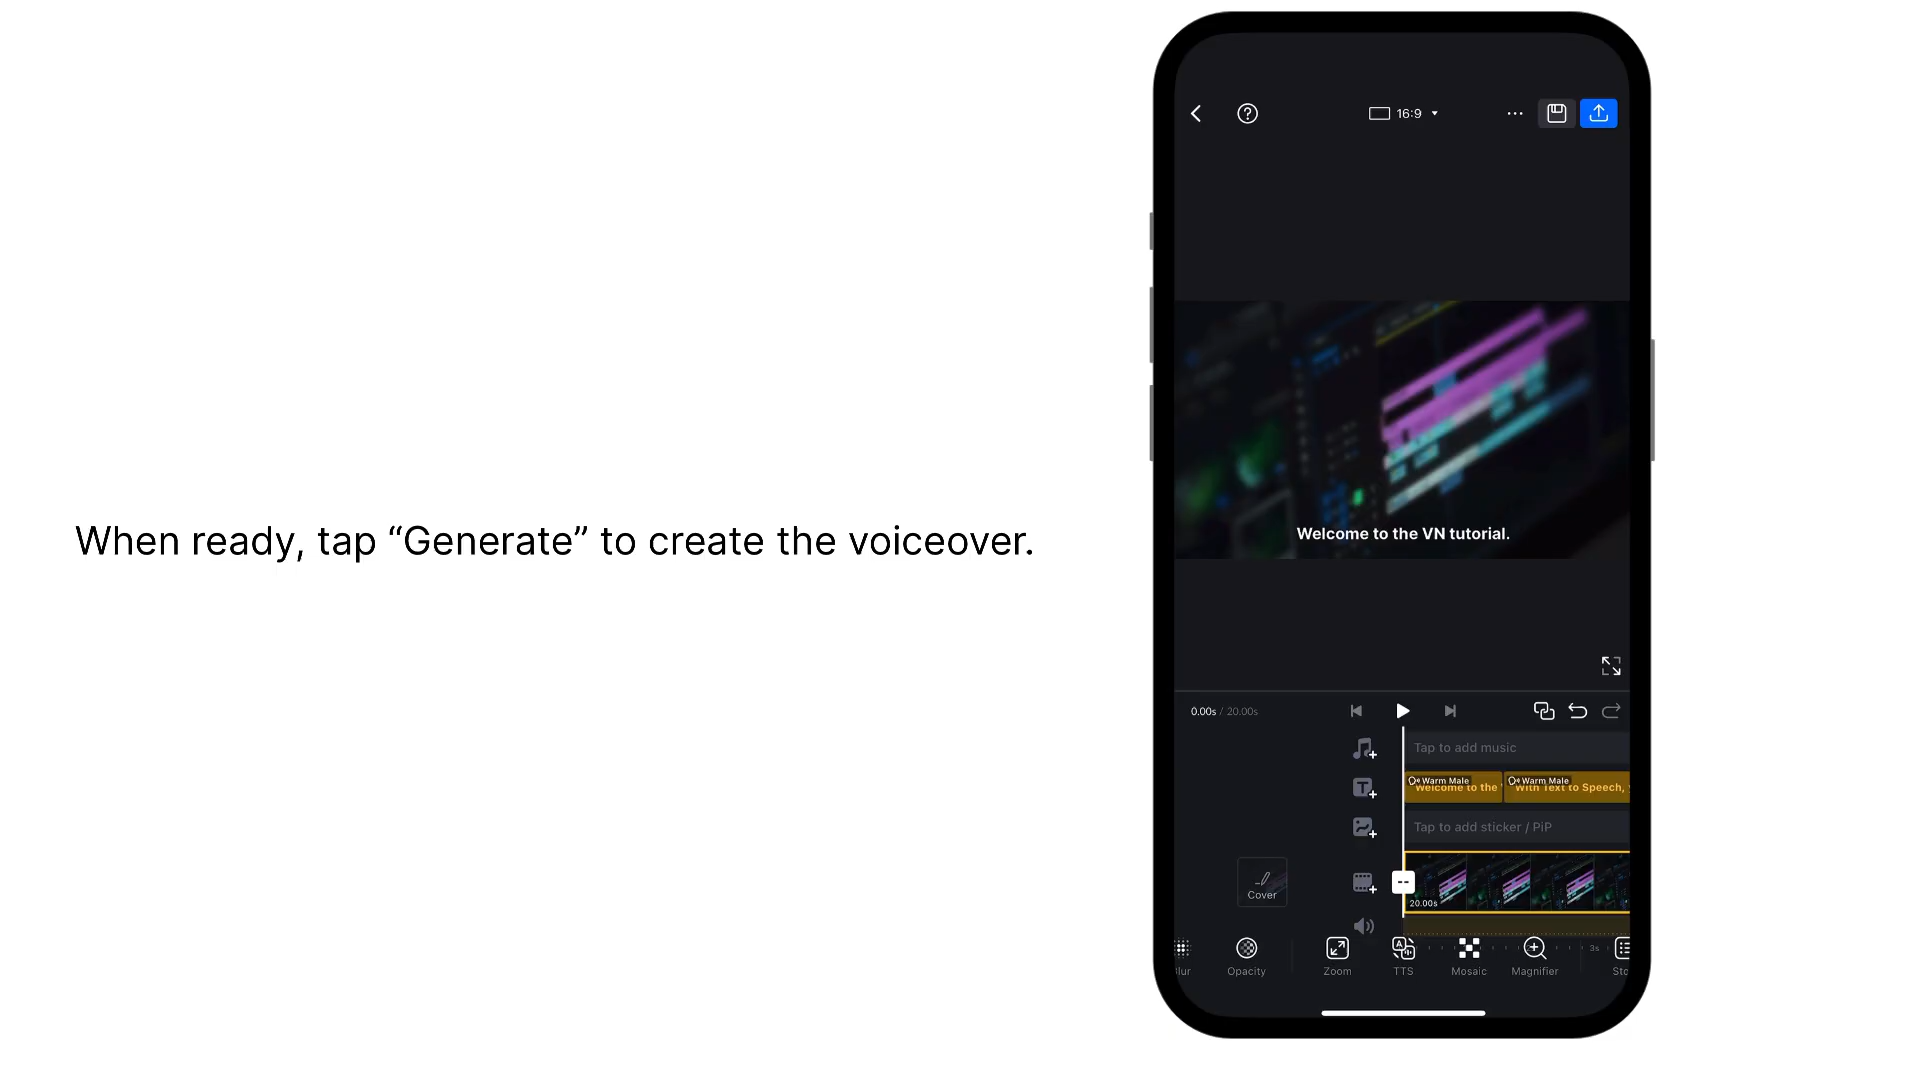 When ready, tap “Generate” to create the voiceover.
16:9
Welcome to the VN tutorial.
0.00s / 20.00s
Tap to add music
Warm Male
Warm Male
Welcome to the
With Text to Speech,
Tap to add sticker / PiP
Cover
20.00s
3s
Opacity
Zoom
TTS
Mosaic
Magnifier